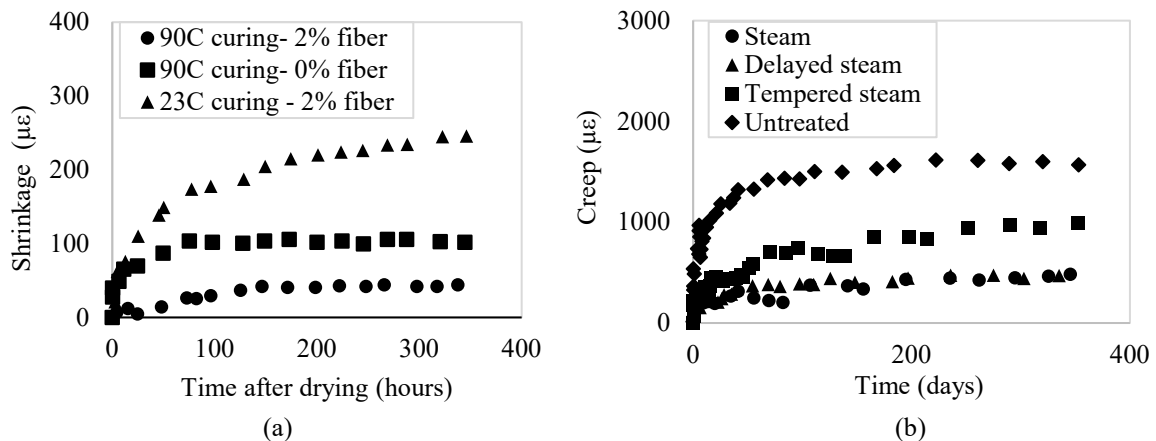 400
300
200
100
0
Shrinkage (με)
90C curing- 2% fiber
90C curing- 0% fiber
23C curing - 2% fiber
0 100 200 300 400
Time after drying (hours)
(a)
3000
2000
1000
0
Creep (με)
Steam
Delayed steam
Tempered steam
Untreated
0 200 400
Time (days)
(b)